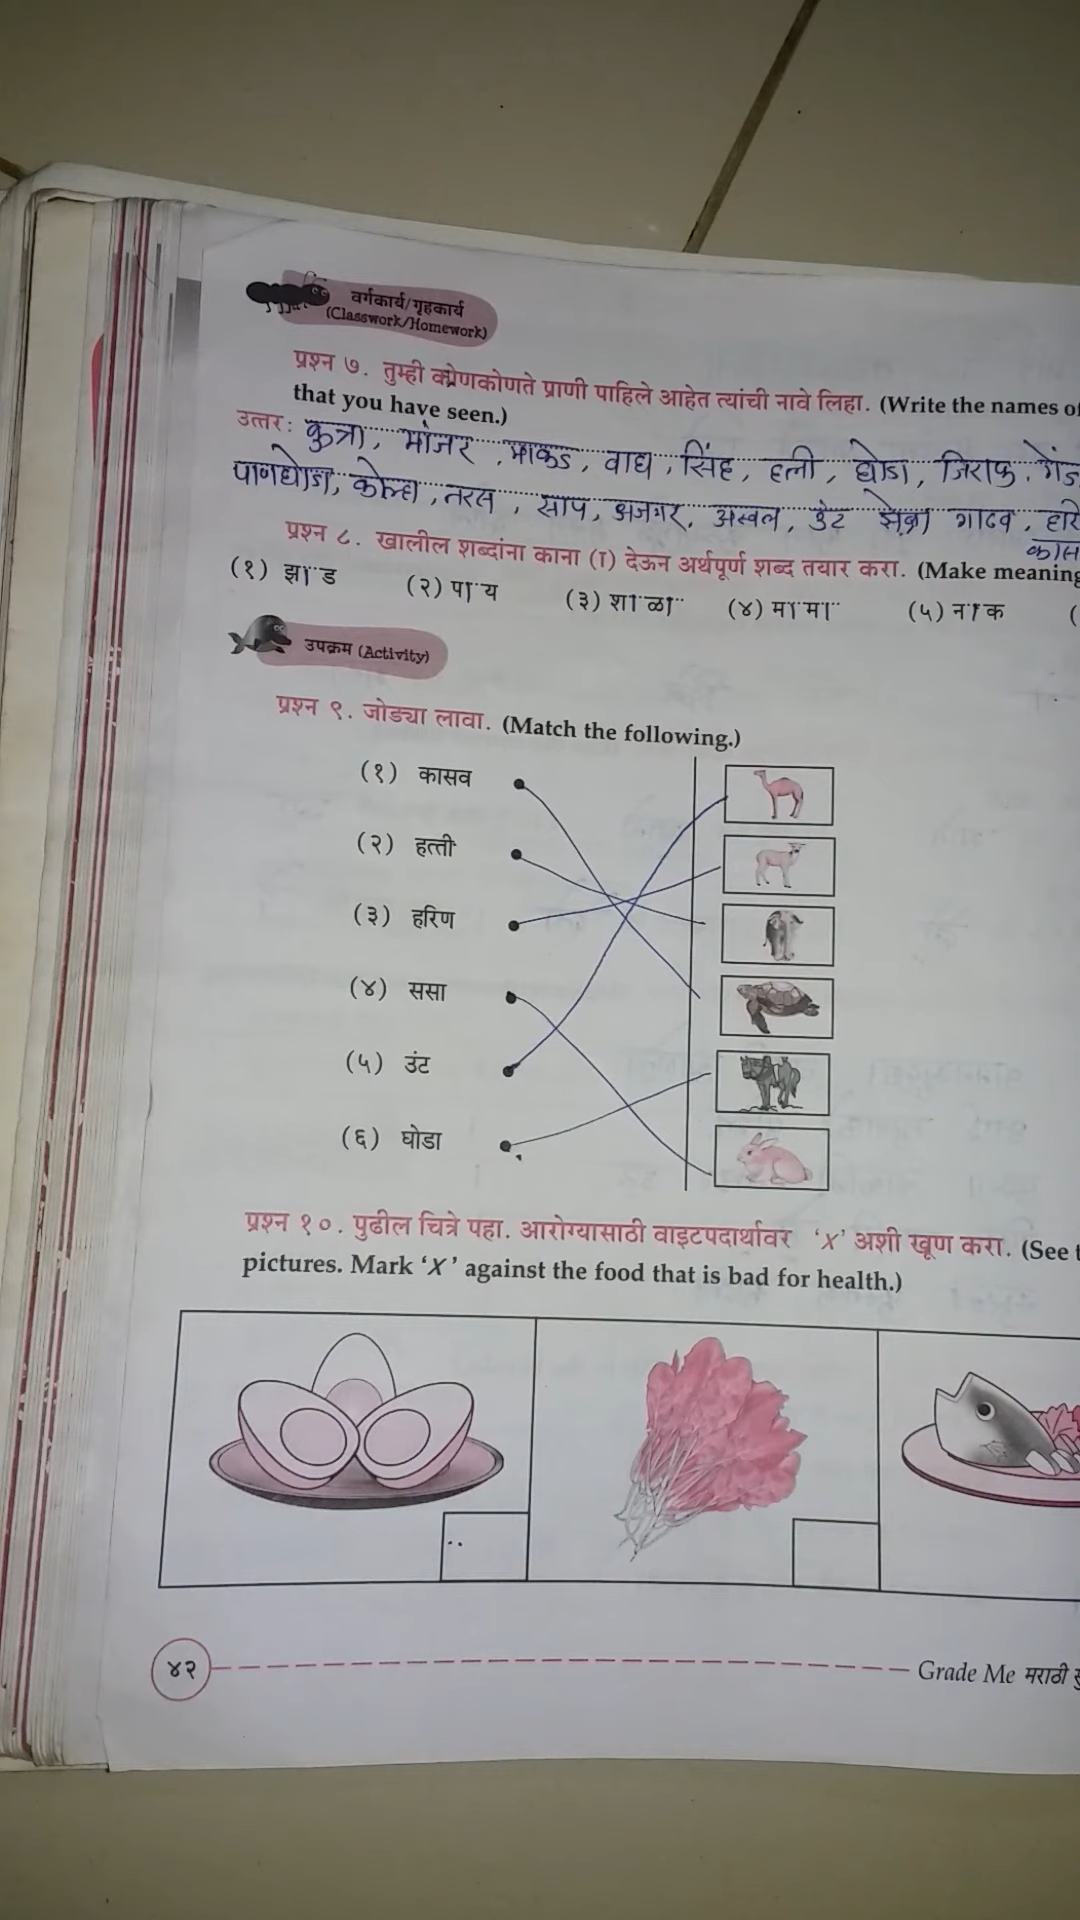 वर्गकार्य/गृहकार्य
(Classwork/Homework)
प्रश्न ७. तुम्ही कोणकोणते प्राणी पाहिले आहेत त्यांची नावे लिहा. (Write the names of
that you have seen.)
उत्तर: कुत्रा, मांजर, माकड, वाघ, सिंह, हत्ती, घोडा, जिराफ,
पाणघोडा, कोल्हा, तरस, साप, अजगर, अस्वल, उंट झेब्रा गाढव,
प्रश्न ८. खालील शब्दांना काना (ा) देऊन अर्थपूर्ण शब्द तयार करा. (Make meaning
(१) झाड (२) पाय (३) शाळा (४) मामा (५) नाक (
उपक्रम (Activity)
प्रश्न ९. जोड्या लावा. (Match the following.)
(१) कासव
(२) हत्ती
(३) हरिण
(४) ससा
(५) उंट
(६) घोडा
प्रश्न १०. पुढील चित्रे पहा. आरोग्यासाठी वाइटपदार्थावर 'X' अशी खूण करा. (See
pictures. Mark 'X' against the food that is bad for health.)
४२ Grade Me मराठी